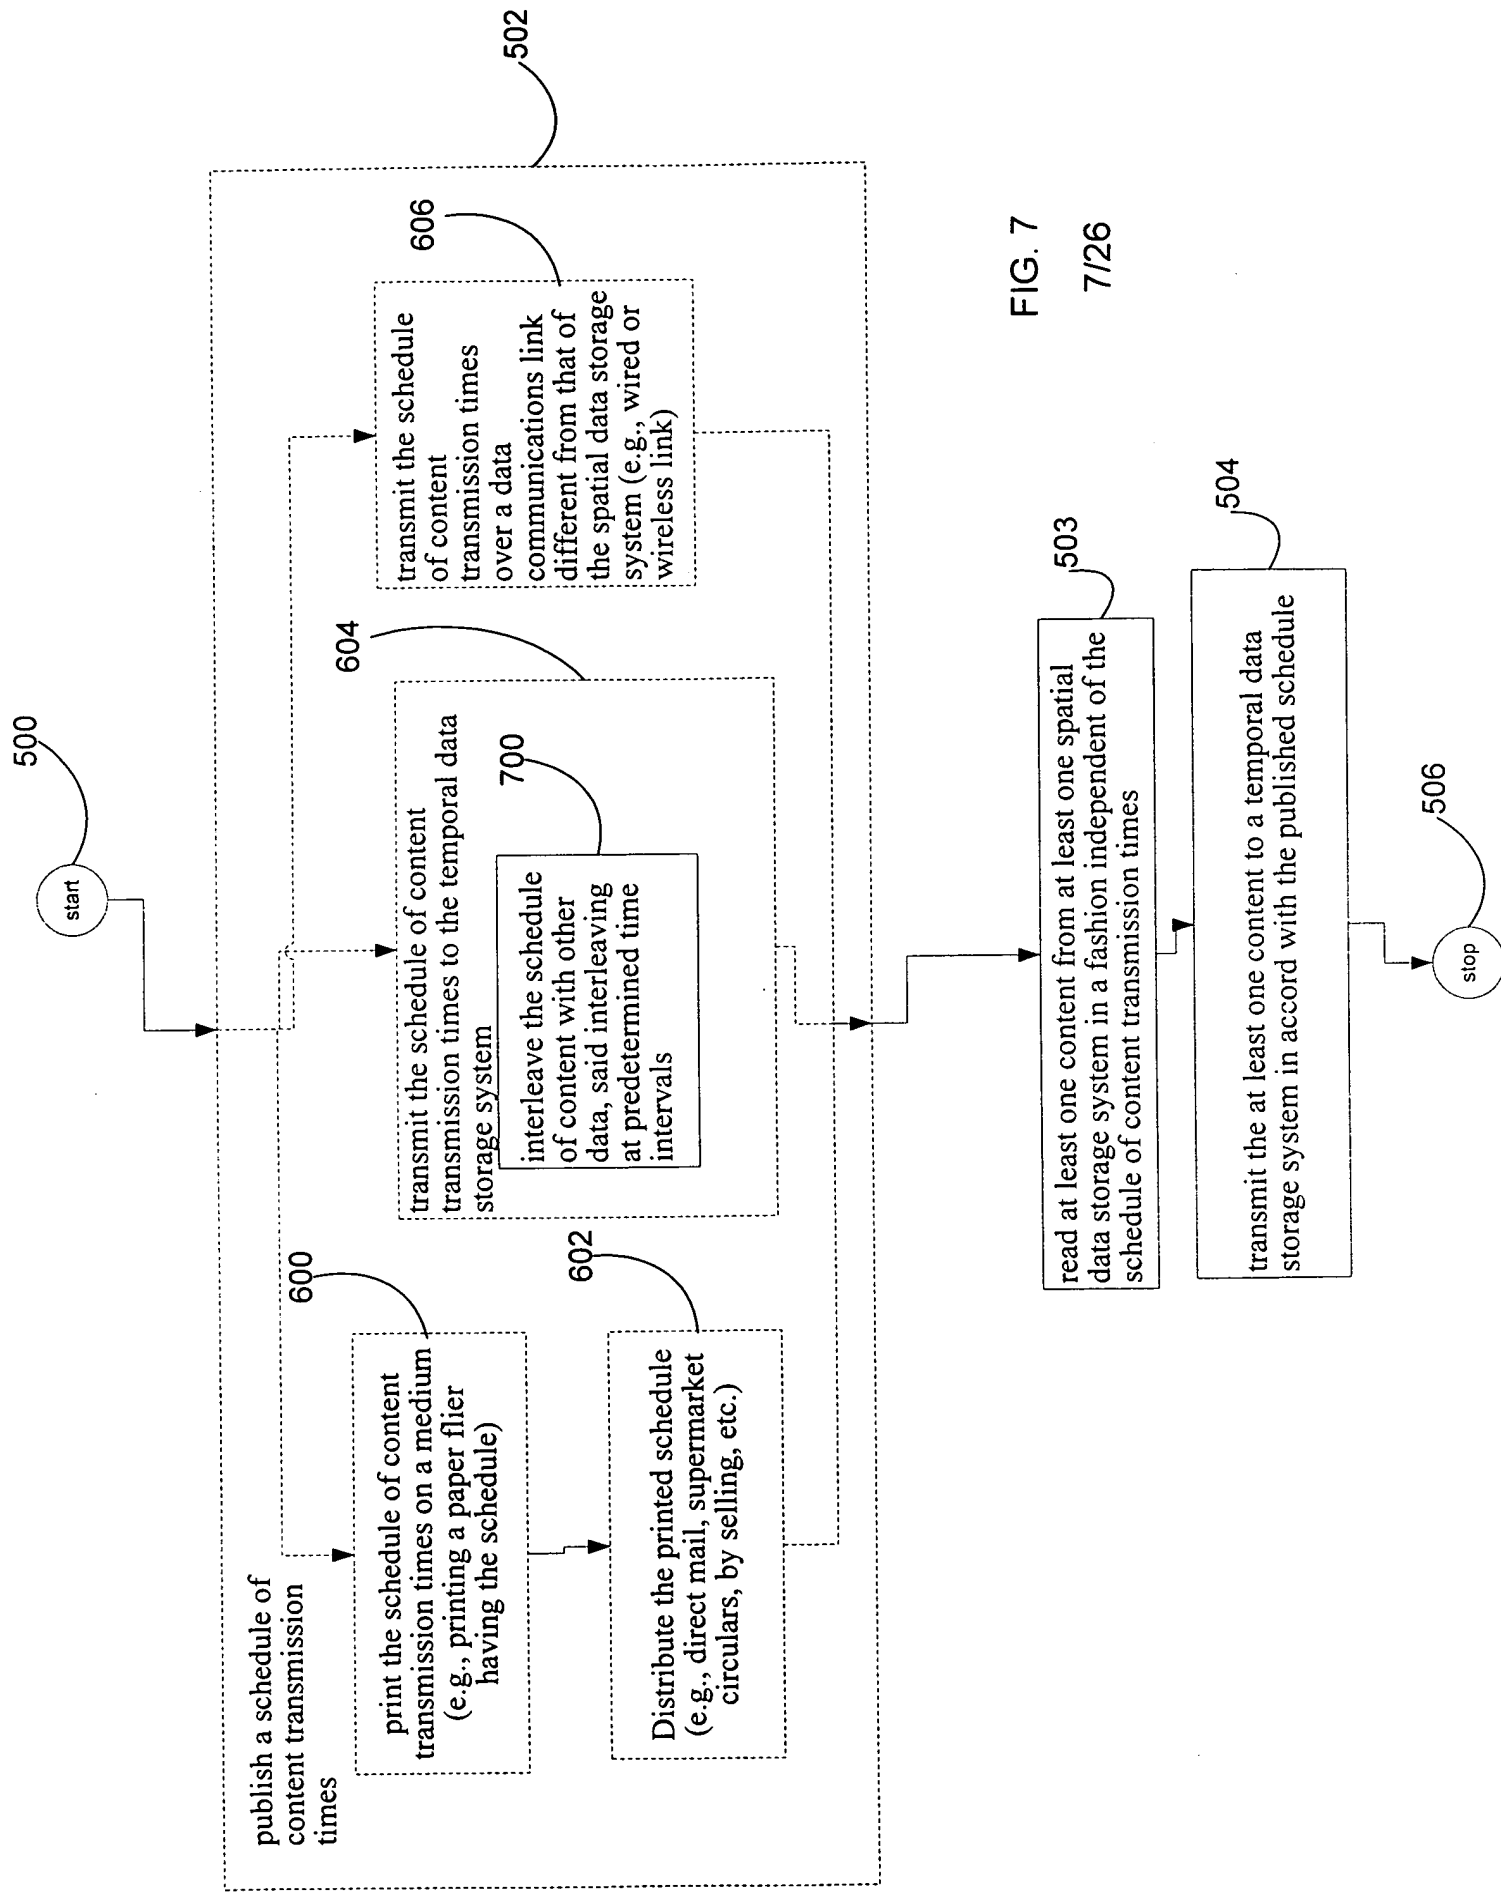 500
start
502
publish a schedule of
content transmission
times
600
print the schedule of content
transmission times on a medium
(e.g., printing a paper flier
having the schedule)
602
Distribute the printed schedule
(e.g., direct mail, supermarket
circulars, by selling, etc.)
604
transmit the schedule of content
transmission times to the temporal data
storage system
700
interleave the schedule
of content with other
data, said interleaving
at predetermined time
intervals
606
transmit the schedule
of content
transmission times
over a data
communications link
different from that of
the spatial data storage
system (e.g., wired or
wireless link)
503
read at least one content from at least one spatial
data storage system in a fashion independent of the
schedule of content transmission times
504
transmit the at least one content to a temporal data
storage system in accord with the published schedule
506
stop
FIG. 7
7/26